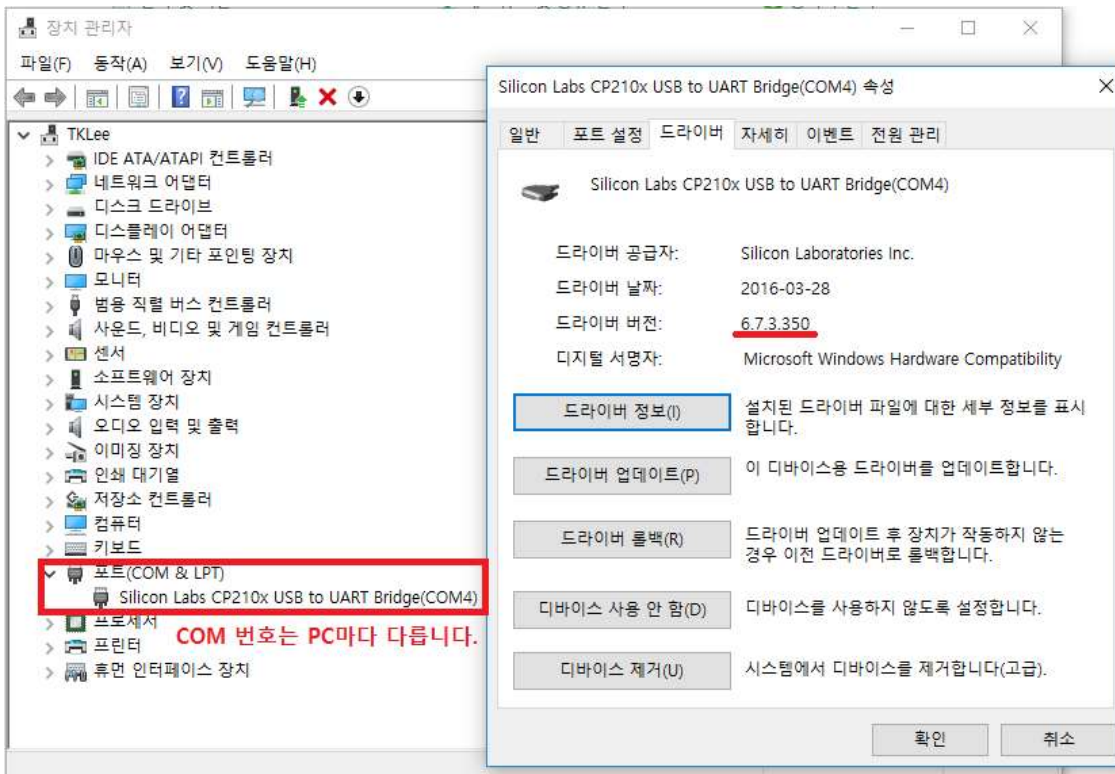 장치 관리자
파일(F) 동작(A) 보기(V) 도움말(H)
TKLee
IDE ATA/ATAPI 컨트롤러
네트워크 어댑터
디스크 드라이브
디스플레이 어댑터
마우스 및 기타 포인팅 장치
모니터
범용 직렬 버스 컨트롤러
사운드, 비디오 및 게임 컨트롤러
센서
소프트웨어 장치
시스템 장치
오디오 입력 및 출력
이미징 장치
인쇄 대기열
저장소 컨트롤러
컴퓨터
키보드
포트(COM & LPT)
Silicon Labs CP210x USB to UART Bridge(COM4)
프로세서
COM 번호는 PC마다 다릅니다.
프린터
휴먼 인터페이스 장치
Silicon Labs CP210x USB to UART Bridge(COM4) 속성
일반 포트 설정 드라이버 자세히 이벤트 전원 관리
Silicon Labs CP210x USB to UART Bridge(COM4)
드라이버 공급자: Silicon Laboratories Inc.
드라이버 날짜: 2016-03-28
드라이버 버전: 6.7.3.350
디지털 서명자: Microsoft Windows Hardware Compatibility
드라이버 정보(I) 설치된 드라이버 파일에 대한 세부 정보를 표시
합니다.
드라이버 업데이트(P) 이 디바이스용 드라이버를 업데이트합니다.
드라이버 롤백(R) 드라이버 업데이트 후 장치가 작동하지 않는
경우 이전 드라이버로 롤백합니다.
디바이스 사용 안 함(D) 디바이스를 사용하지 않도록 설정합니다.
디바이스 제거(U) 시스템에서 디바이스를 제거합니다(고급).
확인 취소